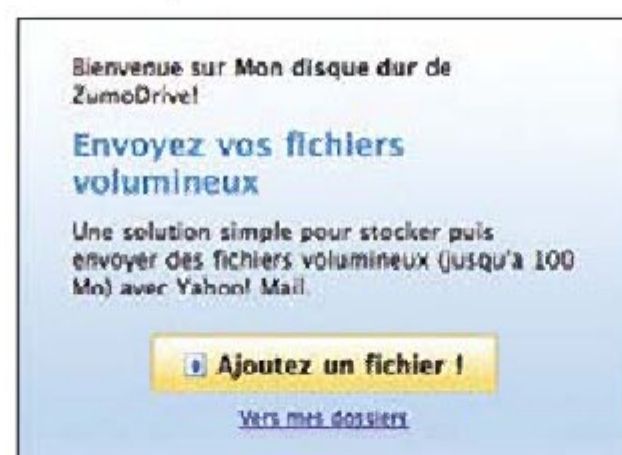 Bienvenue sur Mon disque dur de
ZumoDrive!
Envoyez vos fichiers
volumineux
Une solution simple pour stocker puis
envoyer des fichiers volumineux (jusqu'a 100
Mo) avec Yahoo! Mail.
Ajoutez un fichier !
Vers mes dossiers